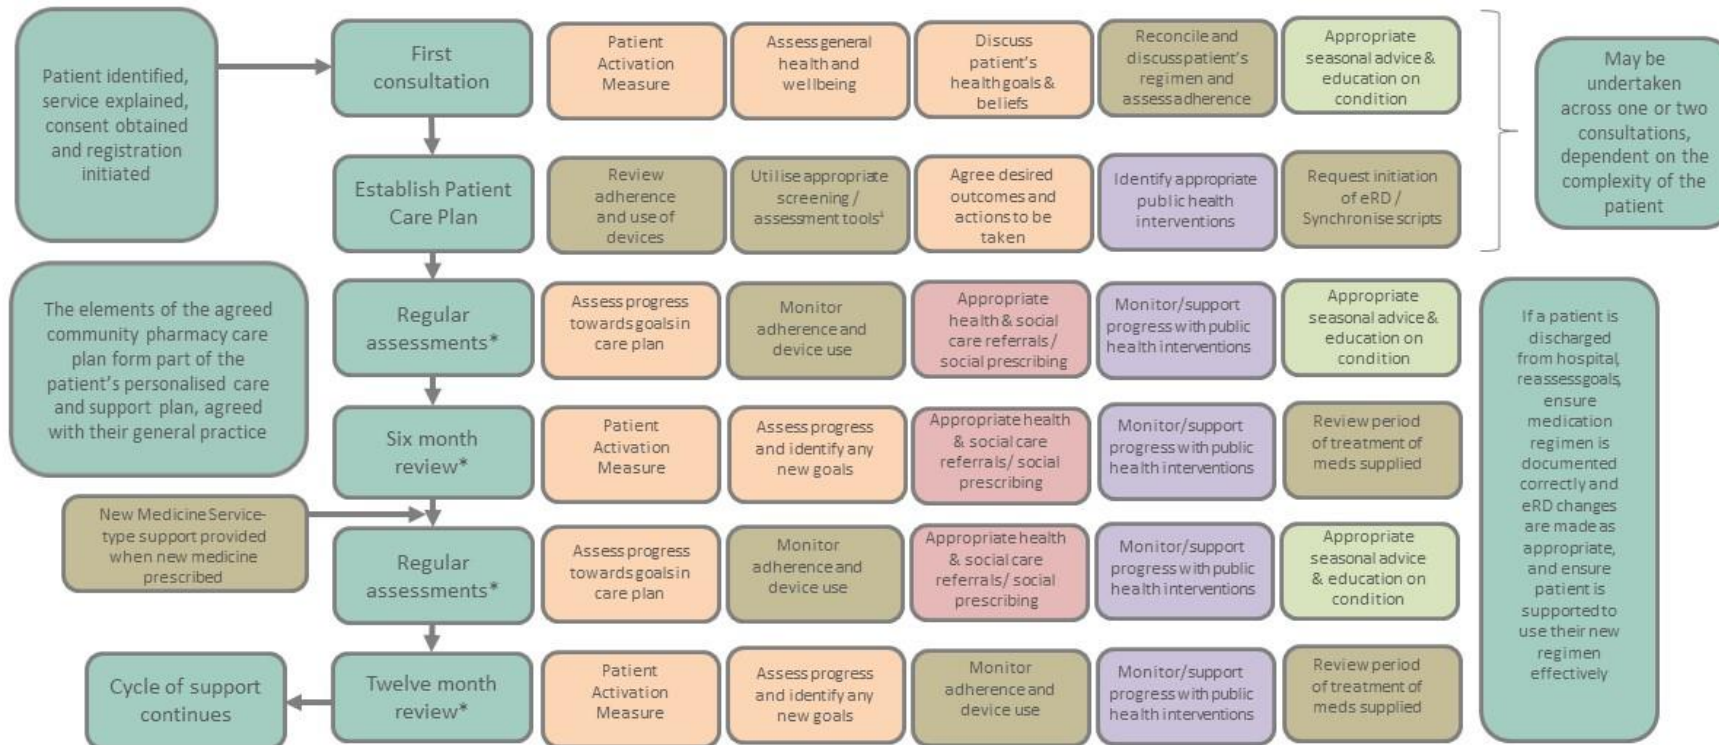 Patient identified,
service explained,
consent obtained
and registration
initiated
First
consultation
Patient
Activation
Measure
Assess general
health and
wellbeing
Discuss
patient's
health goals &
beliefs
Reconcile and
discuss patient's
regimen and
assess adherence
Appropriate
seasonal advice &
education on
condition
May be
undertaken
across one or two
consultations,
dependent on the
complexity of the
patient
Establish Patient
Care Plan
Review
adherence
and use of
devices
Utilise appropriate
screening /
assessment tools¹
Agree desired
outcomes and
actions to be
taken
Identify appropriate
public health
interventions
Request initiation
of eRD /
Synchronise scripts
The elements of the agreed
community pharmacy care
plan form part of the
patient's personalised care
and support plan, agreed
with their general practice
Regular
assessments*
Assess progress
towards goals in
care plan
Monitor
adherence and
device use
Appropriate
health & social
care referrals /
social prescribing
Monitor/support
progress with public
health interventions
Appropriate
seasonal advice &
education on
condition
If a patient is
discharged
from hospital,
reassess goals,
ensure
medication
regimen is
documented
correctly and
eRD changes
are made as
appropriate,
and ensure
patient is
supported to
use their new
regimen
effectively
Six month
review*
Patient
Activation
Measure
Assess progress
and identify any
new goals
Appropriate health
& social care
referrals/ social
prescribing
Monitor/support
progress with public
health interventions
Review period
of treatment of
meds supplied
New Medicine Service-
type support provided
when new medicine
prescribed
Regular
assessments*
Assess progress
towards goals in
care plan
Monitor
adherence and
device use
Appropriate health
& social care
referrals/ social
prescribing
Monitor/support
progress with public
health interventions
Appropriate
seasonal advice
& education on
condition
Cycle of support
continues
Twelve month
review*
Patient
Activation
Measure
Assess progress
and identify any
new goals
Monitor
adherence and
device use
Monitor/support
progress with public
health interventions
Review period
of treatment of
meds supplied